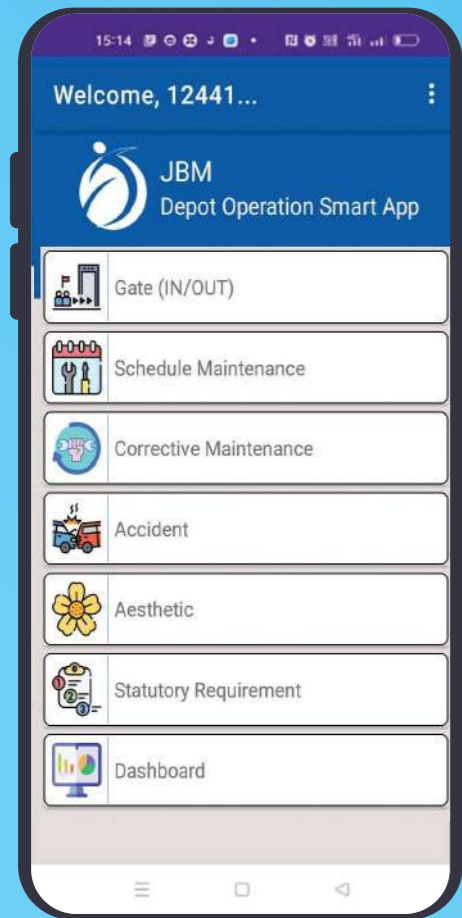 15:14
Welcome, 12441...
JBM
Depot Operation Smart App
Gate (IN/OUT)
Schedule Maintenance
Corrective Maintenance
Accident
Aesthetic
Statutory Requirement
Dashboard